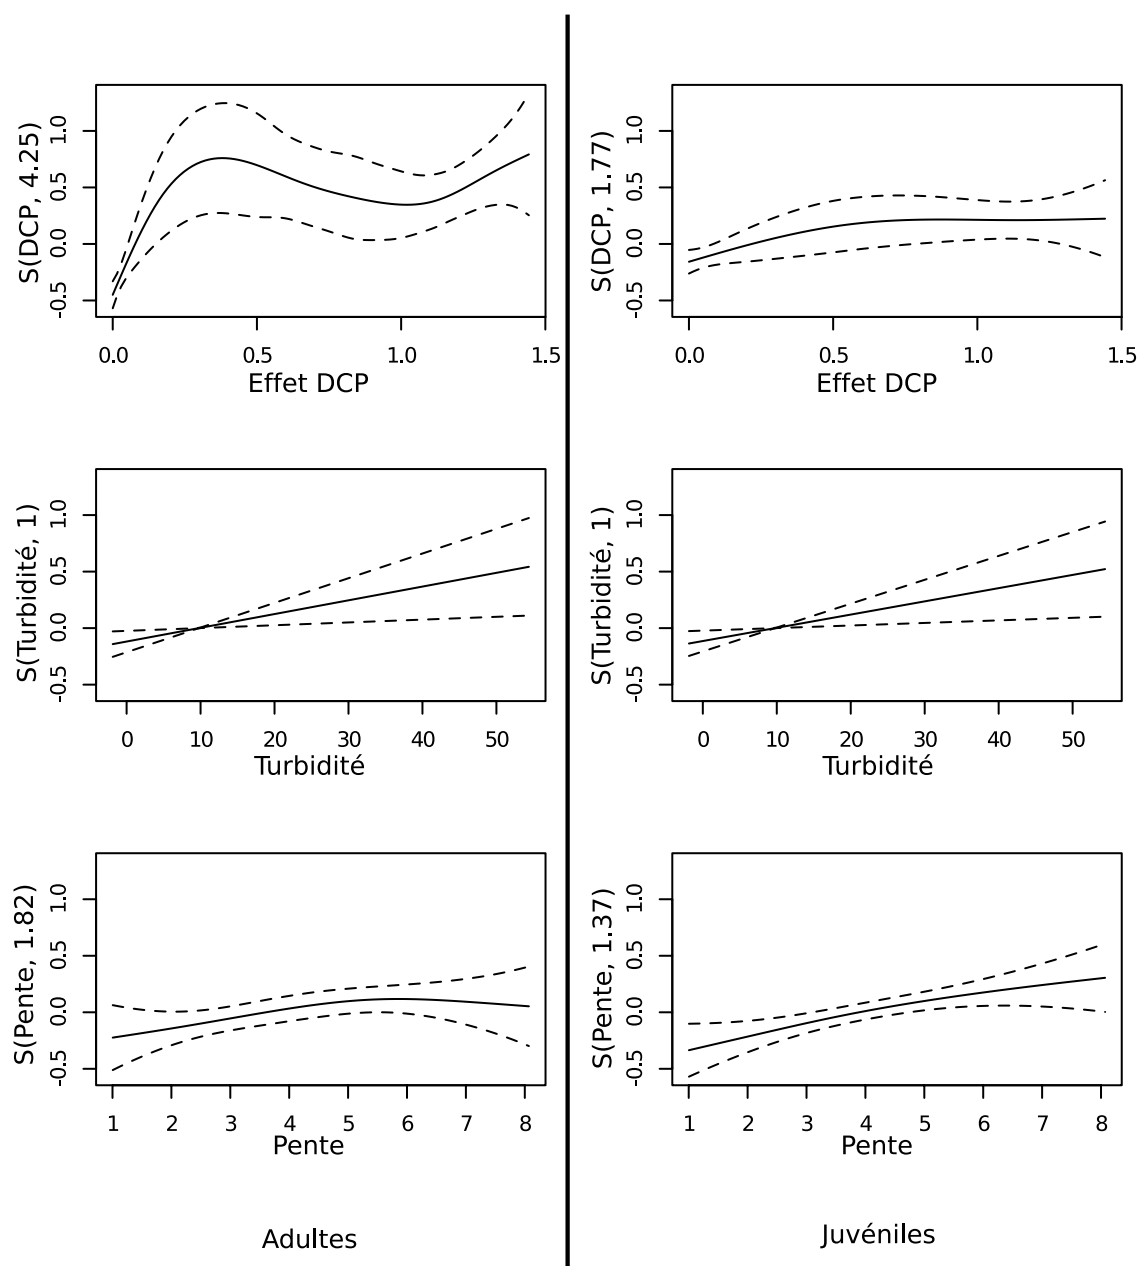 S(DCP, 4.25)
1.0
0.5
0.0
-0.5
0.0 0.5 1.0 1.5
Effet DCP
S(DCP, 1.77)
1.0
0.5
0.0
-0.5
0.0 0.5 1.0 1.5
Effet DCP
S(Turbidité, 1)
1.0
0.5
0.0
-0.5
0 10 20 30 40 50
Turbidité
S(Turbidité, 1)
1.0
0.5
0.0
-0.5
0 10 20 30 40 50
Turbidité
S(Pente, 1.82)
1.0
0.5
0.0
-0.5
1 2 3 4 5 6 7 8
Pente
S(Pente, 1.37)
1.0
0.5
0.0
-0.5
1 2 3 4 5 6 7 8
Pente
Adultes
Juvéniles